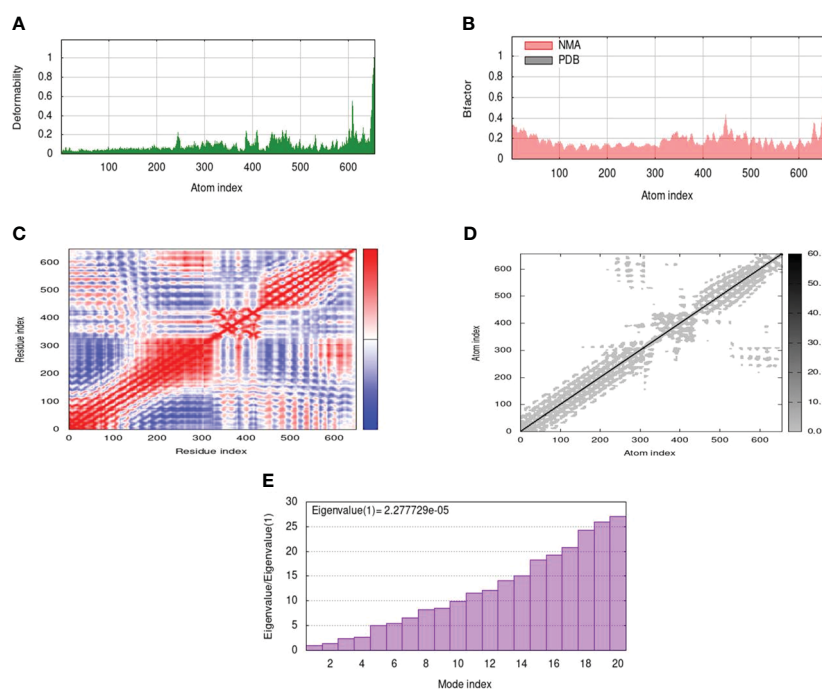 A
1
0.8
0.6
0.4
0.2
0
Deformability
100 200 300 400 500 600
Atom index
B
NMA
PDB
1
0.8
0.6
0.4
0.2
0
Bfactor
100 200 300 400 500 600
Atom index
C
600
500
400
300
200
100
0
Residue index
0 100 200 300 400 500 600
Residue index
D
600
500
400
300
200
100
0
Atom index
0 200 300 400 600
Atom index
60.
50.
40.
30.
20.
10.
0.0
E
Eigenvalue(1)= 2.277729e-05
30
25
20
15
10
5
0
Eigenvalue/Eigenvalue(1)
2 4 6 8 10 12 14 16 18 20
Mode index